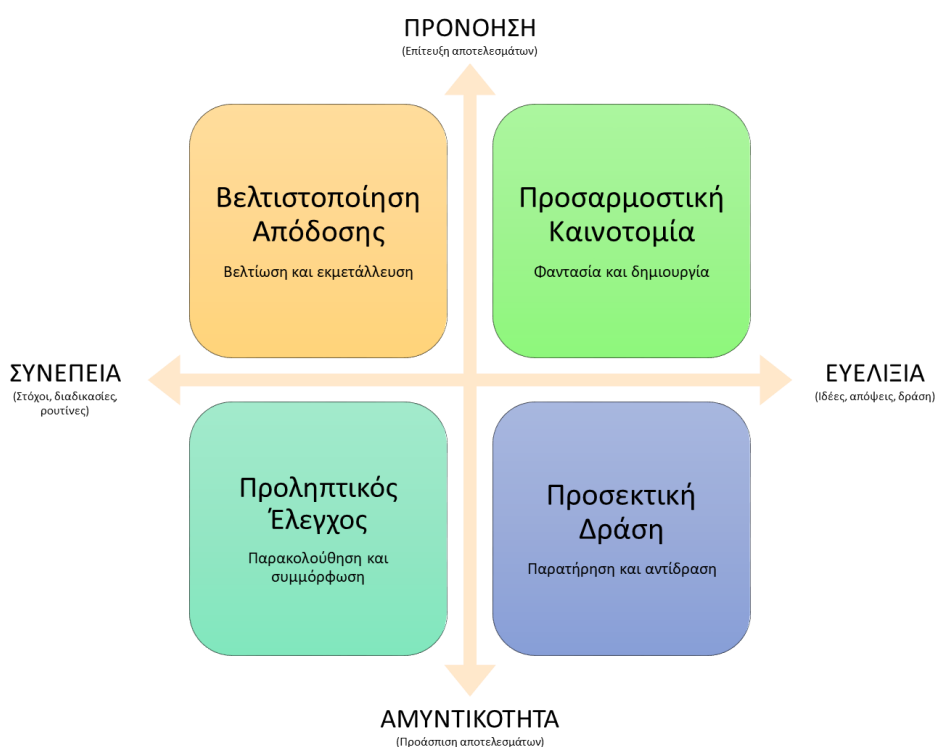 ΠΡΟΝΟΗΣΗ
(Επίτευξη αποτελεσμάτων)
Βελτιστοποίηση
Απόδοσης
Βελτίωση και εκμετάλλευση
Προσαρμοστική
Καινοτομία
Φαντασία και δημιουργία
ΣΥΝΕΠΕΙΑ
(Στόχοι, διαδικασίες,
ρουτίνες)
ΕΥΕΛΙΞΙΑ
(Ιδέες, απόψεις, δράση)
Προληπτικός
Έλεγχος
Παρακολούθηση και
συμμόρφωση
Προσεκτική
Δράση
Παρατήρηση και αντίδραση
ΑΜΥΝΤΙΚΟΤΗΤΑ
(Προάσπιση αποτελεσμάτων)